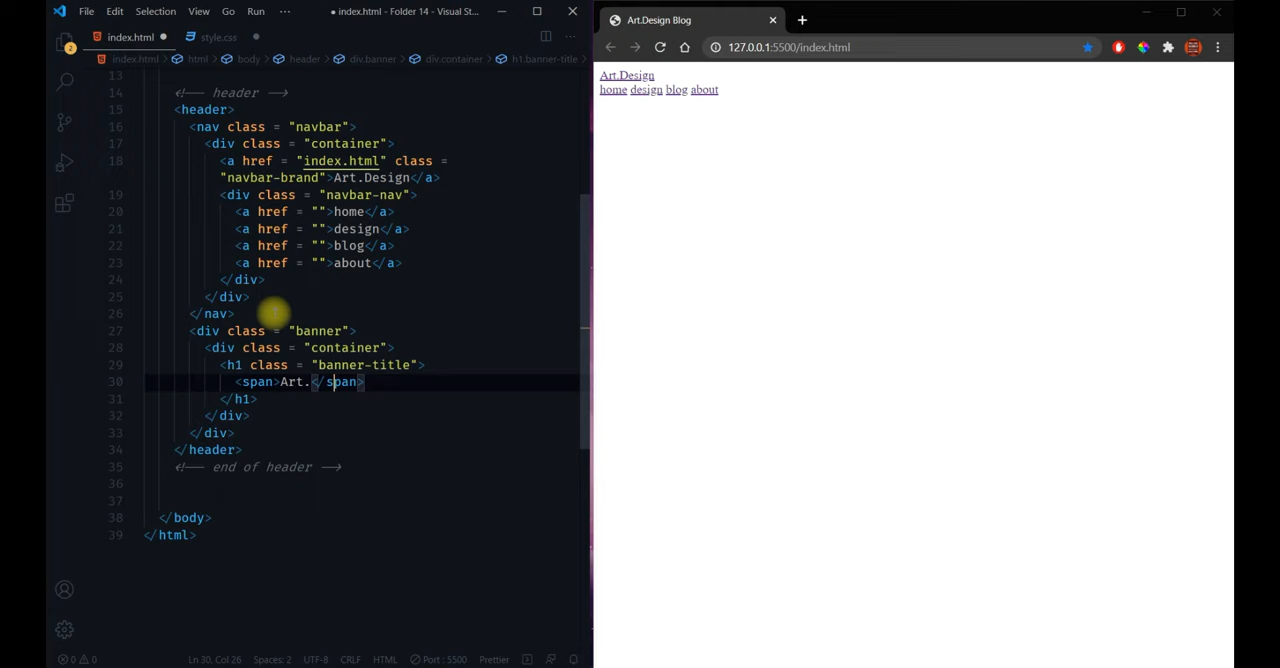 File Edit Selection View Go Run ··· ● index.html - Folder 14 - Visual St...
index.html ● style.css ●
index.html > html > body > header > div.banner > div.container > h1.banner-title >
2
13
14 <!-- header -->
15 <header>
16 <nav class = "navbar">
17 <div class = "container">
18 <a href = "index.html" class =
"navbar-brand">Art.Design</a>
19 <div class = "navbar-nav">
20 <a href = "">home</a>
21 <a href = "">design</a>
22 <a href = "">blog</a>
23 <a href = "">about</a>
24 </div>
25 </div>
26 </nav>
27 <div class = "banner">
28 <div class = "container">
29 <h1 class = "banner-title">
30 <span>Art.</span>
31 </h1>
32 </div>
33 </div>
34 </header>
35 <!-- end of header -->
36
37
38 </body>
39 </html>
0 0 Ln 30, Col 26 Spaces: 2 UTF-8 CRLF HTML Port : 5500 Prettier
Art.Design Blog
127.0.0.1:5500/index.html
Art.Design
home design blog about